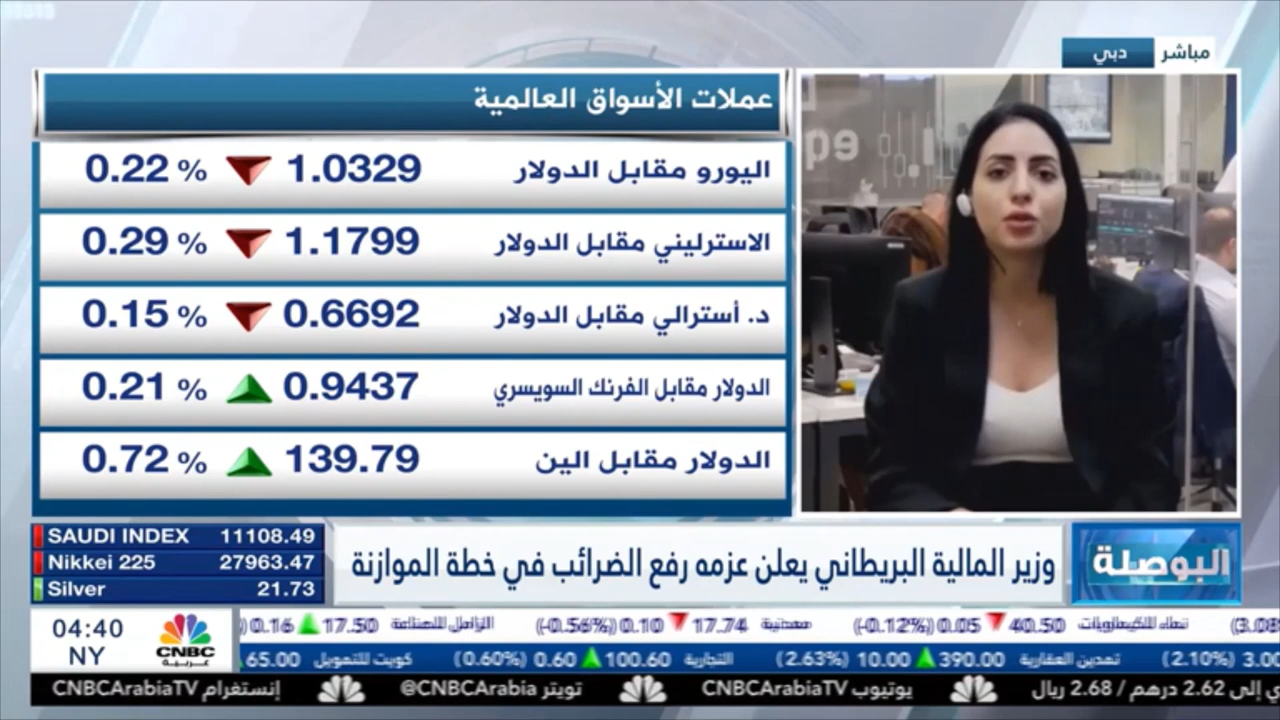 مباشر دبي
عملات الأسواق العالمية
اليورو مقابل الدولار 1.0329 0.22 %
الاسترليني مقابل الدولار 1.1799 0.29 %
د. أسترالي مقابل الدولار 0.6692 0.15 %
الدولار مقابل الفرنك السويسري 0.9437 0.21 %
الدولار مقابل الين 139.79 0.72 %
البوصلة
وزير المالية البريطاني يعلن عزمه رفع الضرائب في خطة الموازنة
SAUDI INDEX 11108.49
Nikkei 225 27963.47
Silver 21.73
04:40
NY
CNBC
عربية
نماء للكيماويات 40.50 0.05 (-0.12%) معدنية 17.74 0.10 (-0.56%) الزامل للصناعة 17.50 0.16
3.00 (2.10%) تمدين العقارية 390.00 10.00 (2.63%) التجارية 100.60 0.60 (0.60%) كويت للتمويل 65.00
إلى 2.62 درهم / 2.68 ريال يوتيوب CNBCArabiaTV تويتر @CNBCArabia إنستغرام CNBCArabiaTV